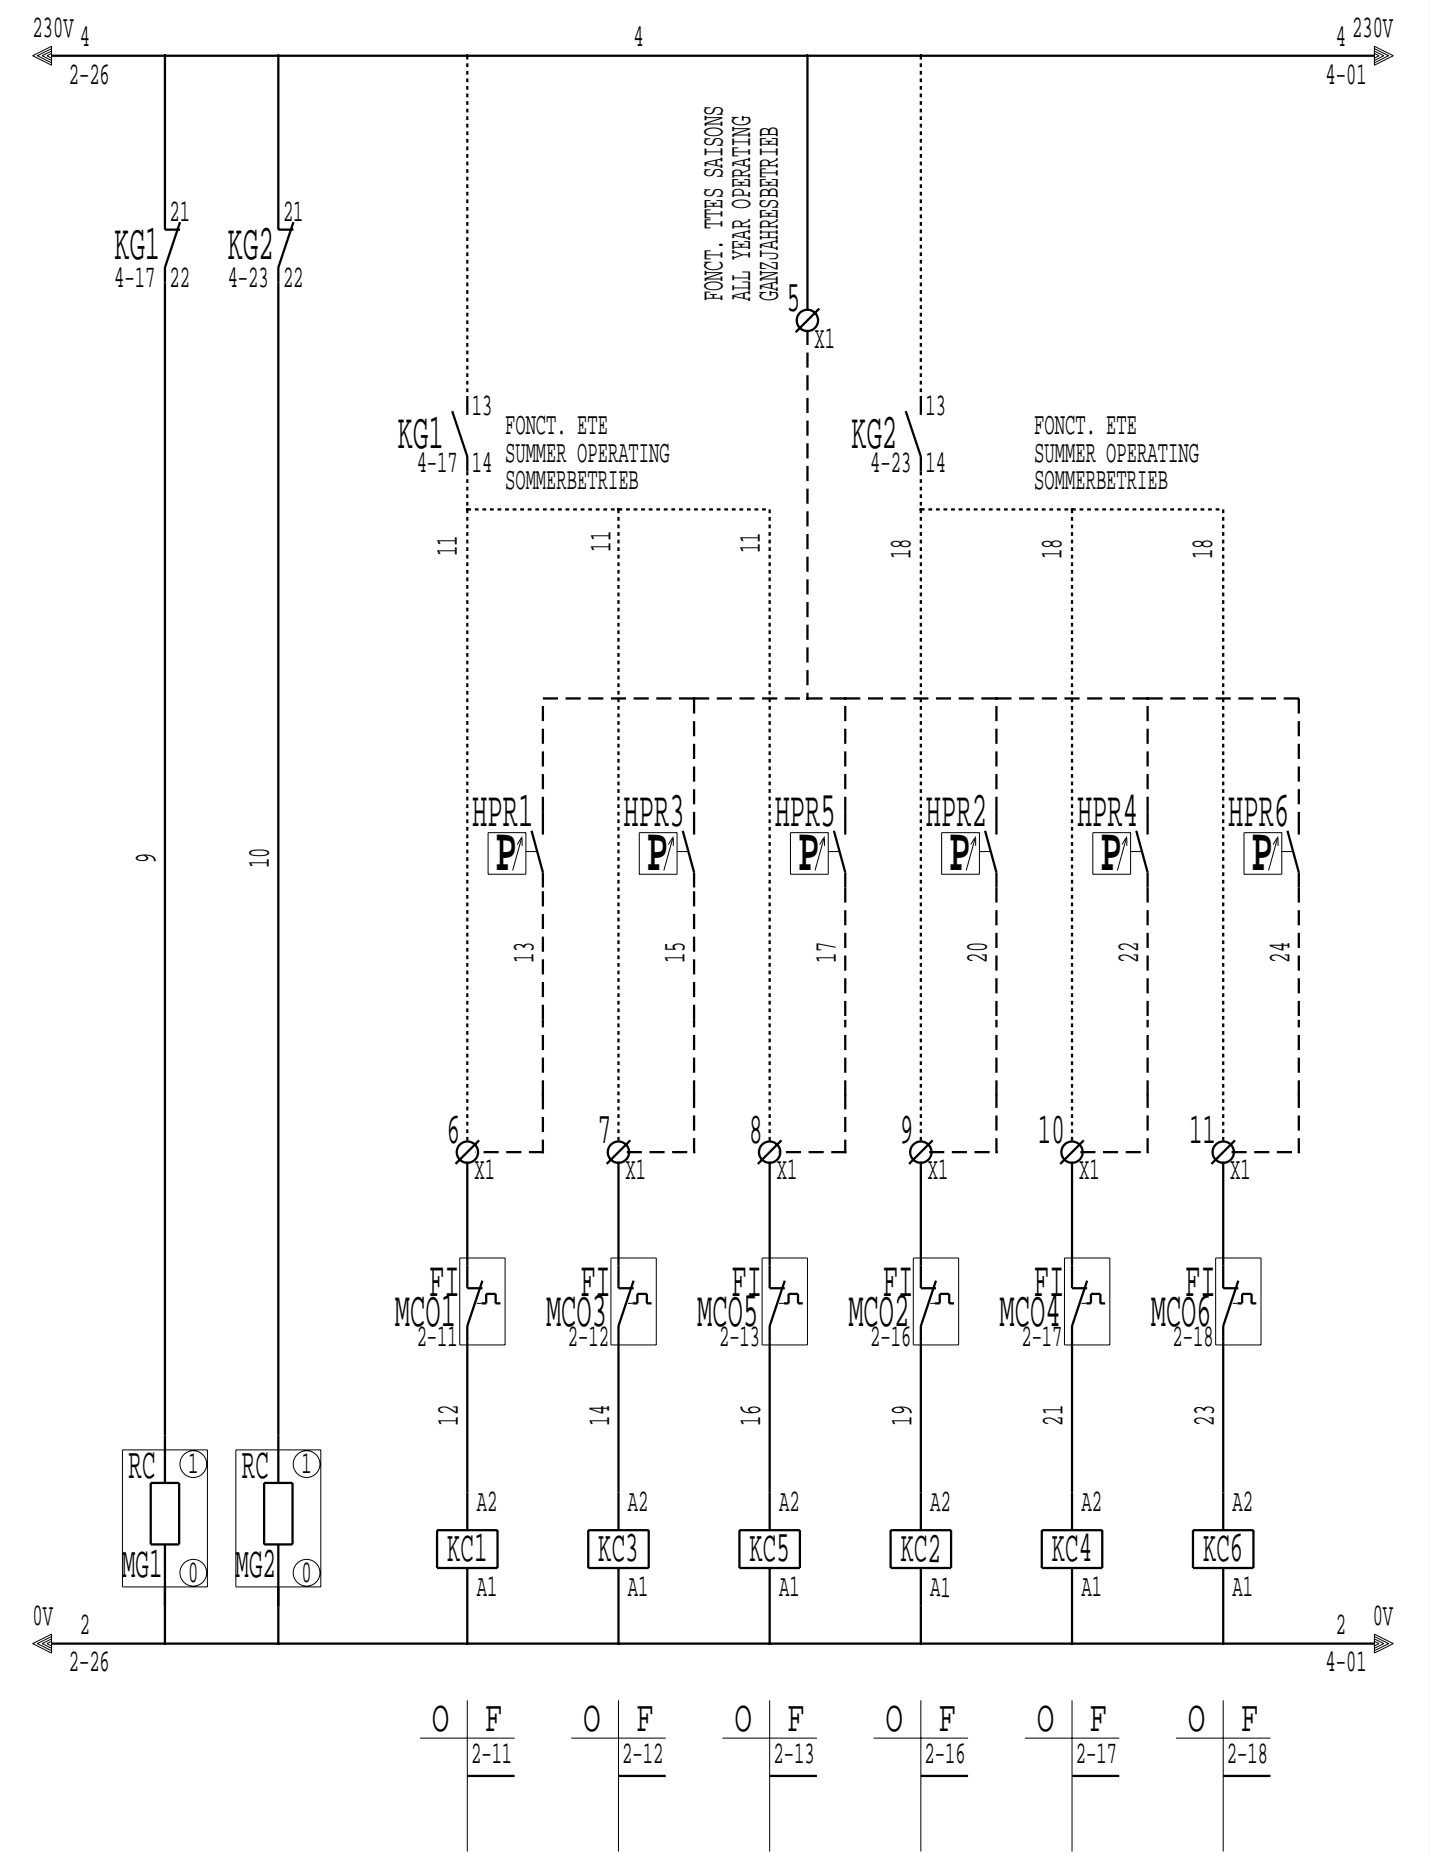 230V 4 4 4 230V
2-26 4-01
FONCT. TTES SAISONS
ALL YEAR OPERATING
GANZJAHRESBETRIEB
21 21
KG1 KG2
4-17 22 4-23 22
5
X1
13 13
KG1 KG2
4-17 14 4-23 14
FONCT. ETE
SUMMER OPERATING
SOMMERBETRIEB
FONCT. ETE
SUMMER OPERATING
SOMMERBETRIEB
11 11 11 18 18 18
HPR1 HPR3 HPR5 HPR2 HPR4 HPR6
P P P P P P
9 10
13 15 17 20 22 24
6 7 8 9 10 11
X1 X1 X1 X1 X1 X1
FI FI FI FI FI FI
MCO1 MCO3 MCO5 MCO2 MCO4 MCO6
2-11 2-12 2-13 2-16 2-17 2-18
12 14 16 19 21 23
RC 1 RC 1
A2 A2 A2 A2 A2 A2
KC1 KC3 KC5 KC2 KC4 KC6
MG1 0 MG2 0
A1 A1 A1 A1 A1 A1
0V 2 2 0V
2-26 4-01
O F O F O F O F O F O F
2-11 2-12 2-13 2-16 2-17 2-18